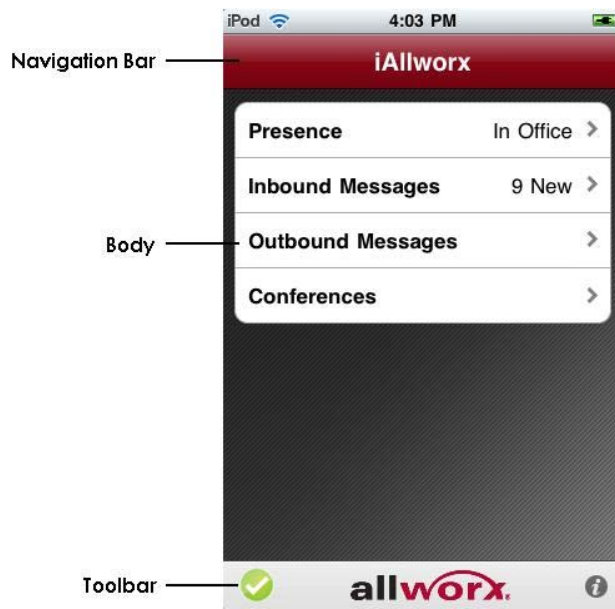 iPod 4:03 PM
Navigation Bar
iAllworx
Presence In Office
Inbound Messages 9 New
Body
Outbound Messages
Conferences
Toolbar
allworx.
i